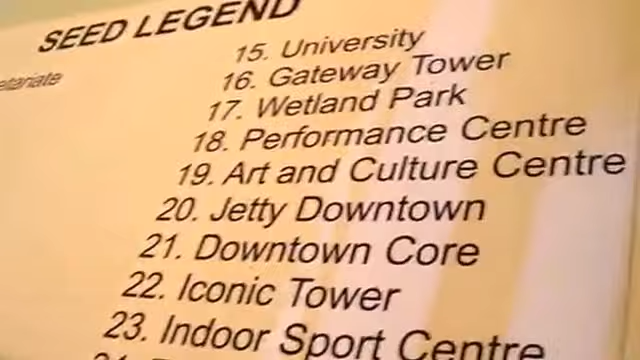 SEED LEGEND
15. University
16. Gateway Tower
17. Wetland Park
18. Performance Centre
19. Art and Culture Centre
20. Jetty Downtown
21. Downtown Core
22. Iconic Tower
23. Indoor Sport Centre